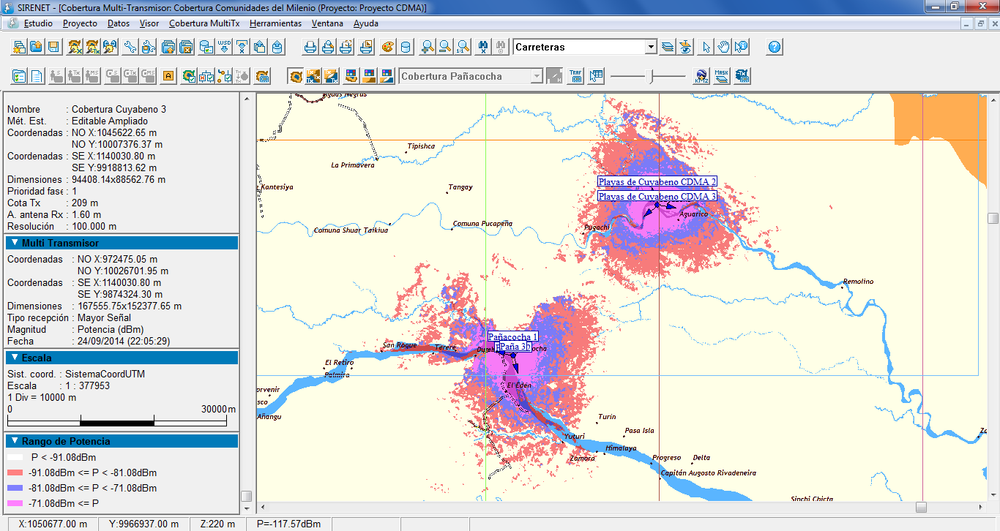 SIRENET - [Cobertura Multi-Transmisor: Cobertura Comunidades del Milenio (Proyecto: Proyecto CDMA)]
Estudio Proyecto Datos Visor Cobertura MultiTx Herramientas Ventana Ayuda
Carreteras
Cobertura Pañacocha
Nombre : Cobertura Cuyabeno 3
Mét. Est. : Editable Ampliado
Coordenadas : NO X:1045622.65 m
NO Y:10007376.37 m
Coordenadas : SE X:1140030.80 m
SE Y:9918813.62 m
Dimensiones : 94408.14x88562.76 m
Prioridad fase : 1
Cota Tx : 209 m
A. antena Rx : 1.60 m
Resolución : 100.000 m
Multi Transmisor
Coordenadas : NO X:972475.05 m
NO Y:10026701.95 m
Coordenadas : SE X:1140030.80 m
SE Y:9874324.30 m
Dimensiones : 167555.75x152377.65 m
Tipo recepción : Mayor Señal
Magnitud : Potencia (dBm)
Fecha : 24/09/2014 (22:05:29)
Escala
Sist. coord. : SistemaCoordUTM
Escala : 1 : 377953
1 Div = 10000 m
0 30000m
Rango de Potencia
P < -91.08dBm
-91.08dBm <= P < -81.08dBm
-81.08dBm <= P < -71.08dBm
-71.08dBm <= P
Aguas Negras
Tipishca
La Primavera
Kantesiya
Tangay
Playas de Cuyabeno CDMA 2
Playas de Cuyabeno CDMA 3
Aguarico
Pugachi
Comuna Pucapeña
Comuna Shuar Taikiua
Remolino
Pañacocha 1
Paña 3
San Roque
Terere
El Retiro
Palmira
El Edén
Añangu
Turin
Pasa Isla
Yuturi
Himalaya
Zamora
Progreso
Delta
Capitán Augosto Rivadeneira
Sinchi Chicta
X:1050677.00 m Y:9966937.00 m Z:220 m P=-117.57dBm